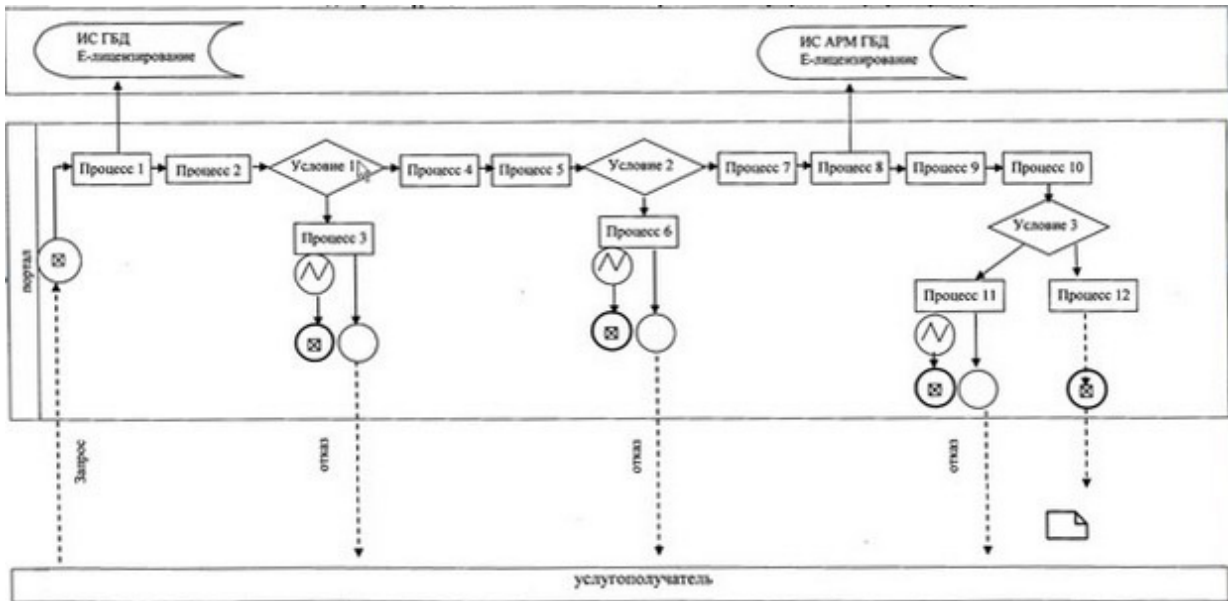 ИС ГБД
Е-лицензирование
ИС АРМ ГБД
Е-лицензирование
портал
Процесс 1
Процесс 2
Условие 1
Процесс 4
Процесс 5
Условие 2
Процесс 7
Процесс 8
Процесс 9
Процесс 10
Процесс 3
Процесс 6
Условие 3
Процесс 11
Процесс 12
Запрос
отказ
отказ
отказ
услугополучатель